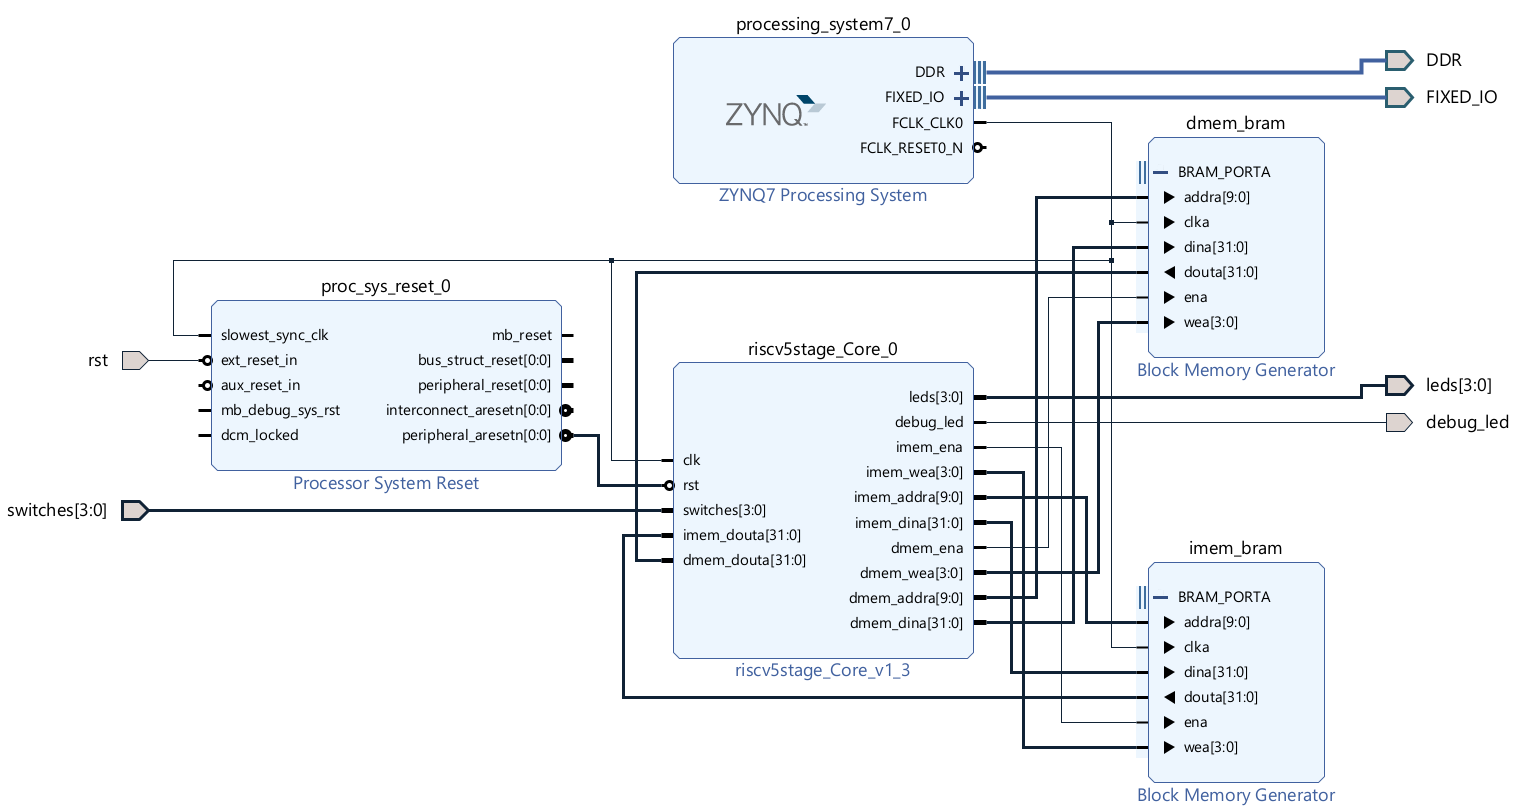 processing_system7_0
DDR
FIXED_IO
FCLK_CLK0
FCLK_RESET0_N
ZYNQ
ZYNQ7 Processing System
DDR
FIXED_IO
dmem_bram
BRAM_PORTA
addra[9:0]
clka
dina[31:0]
douta[31:0]
ena
wea[3:0]
Block Memory Generator
proc_sys_reset_0
slowest_sync_clk
ext_reset_in
aux_reset_in
mb_debug_sys_rst
dcm_locked
mb_reset
bus_struct_reset[0:0]
peripheral_reset[0:0]
interconnect_aresetn[0:0]
peripheral_aresetn[0:0]
Processor System Reset
rst
switches[3:0]
riscv5stage_Core_0
clk
rst
switches[3:0]
imem_douta[31:0]
dmem_douta[31:0]
leds[3:0]
debug_led
imem_ena
imem_wea[3:0]
imem_addra[9:0]
imem_dina[31:0]
dmem_ena
dmem_wea[3:0]
dmem_addra[9:0]
dmem_dina[31:0]
riscv5stage_Core_v1_3
leds[3:0]
debug_led
imem_bram
BRAM_PORTA
addra[9:0]
clka
dina[31:0]
douta[31:0]
ena
wea[3:0]
Block Memory Generator